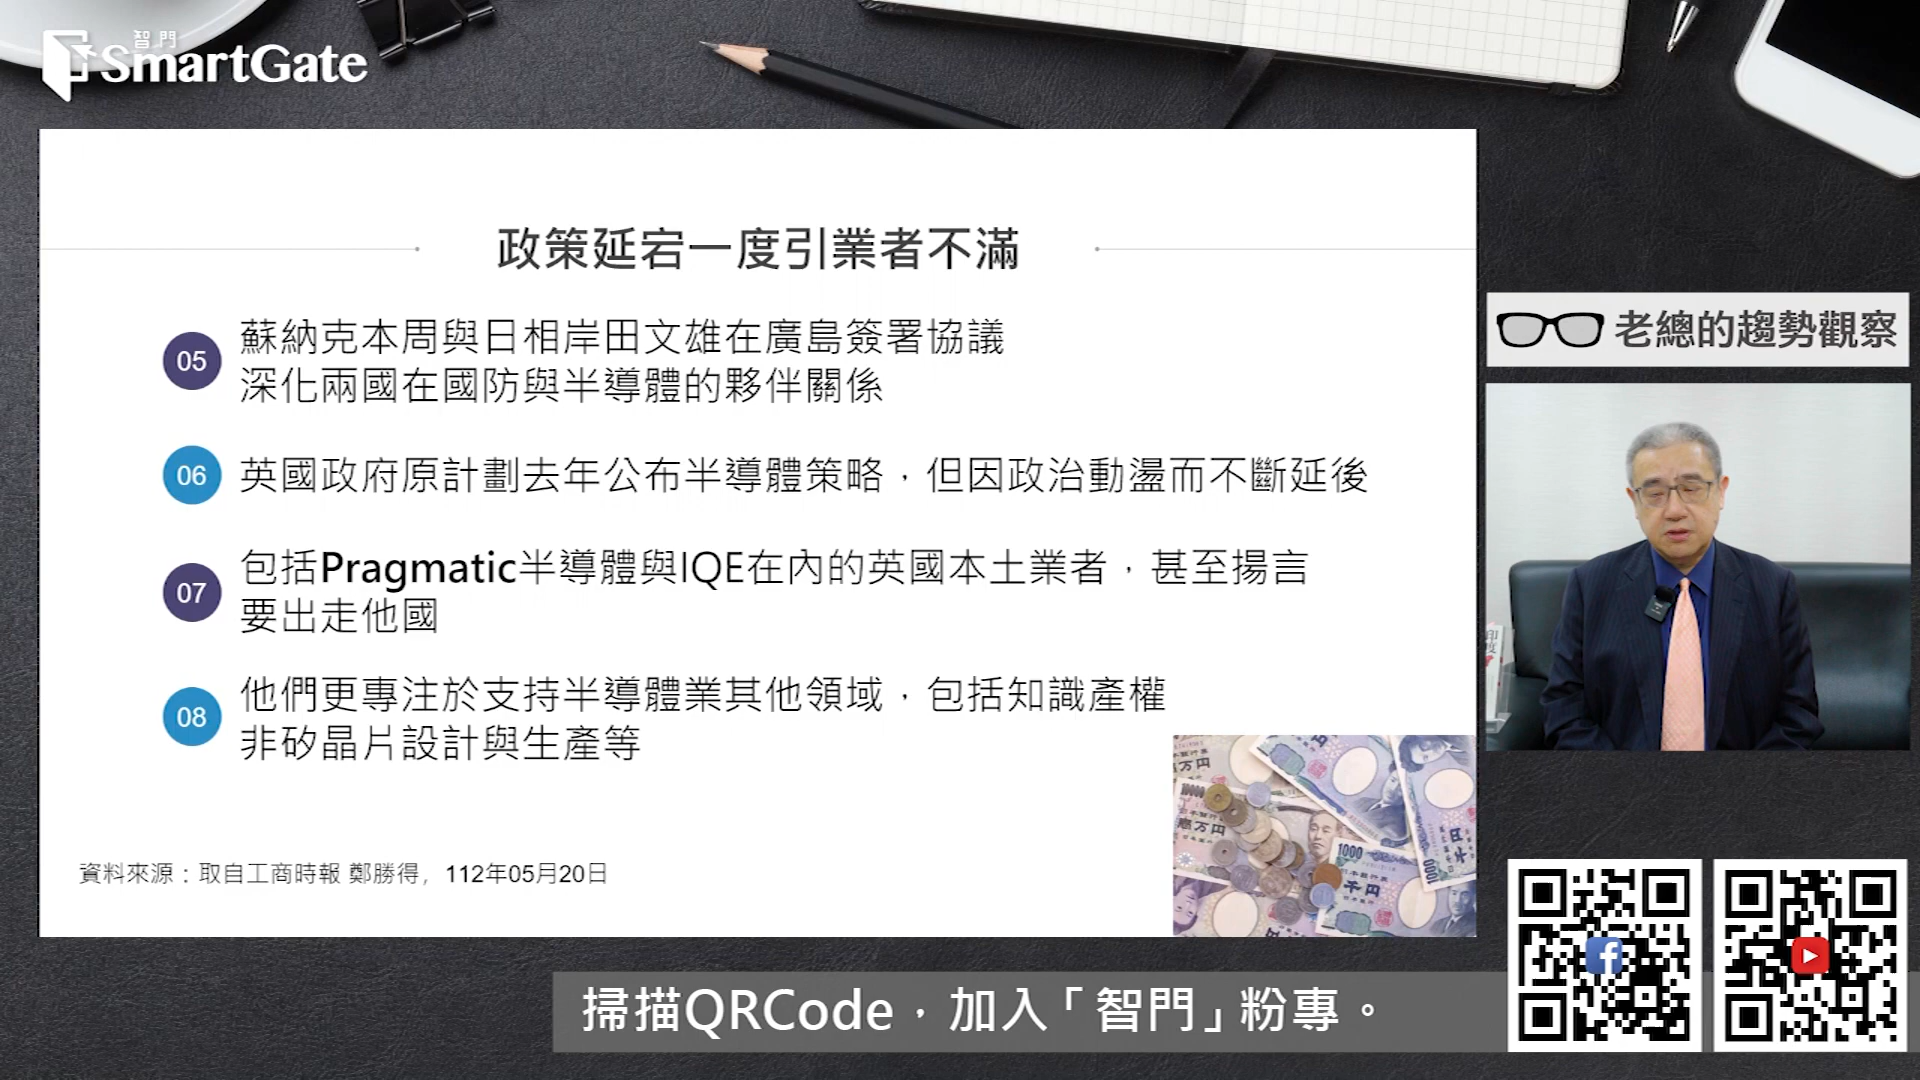 智門
SmartGate
政策延宕一度引業者不滿
05
蘇納克本周與日相岸田文雄在廣島簽署協議
深化兩國在國防與半導體的夥伴關係
06
英國政府原計劃去年公布半導體策略，但因政治動盪而不斷延後
07
包括Pragmatic半導體與IQE在內的英國本土業者，甚至揚言
要出走他國
08
他們更專注於支持半導體業其他領域，包括知識產權
非矽晶片設計與生產等
資料來源：取自工商時報 鄭勝得, 112年05月20日
老總的趨勢觀察
掃描QRCode，加入「智門」粉專。